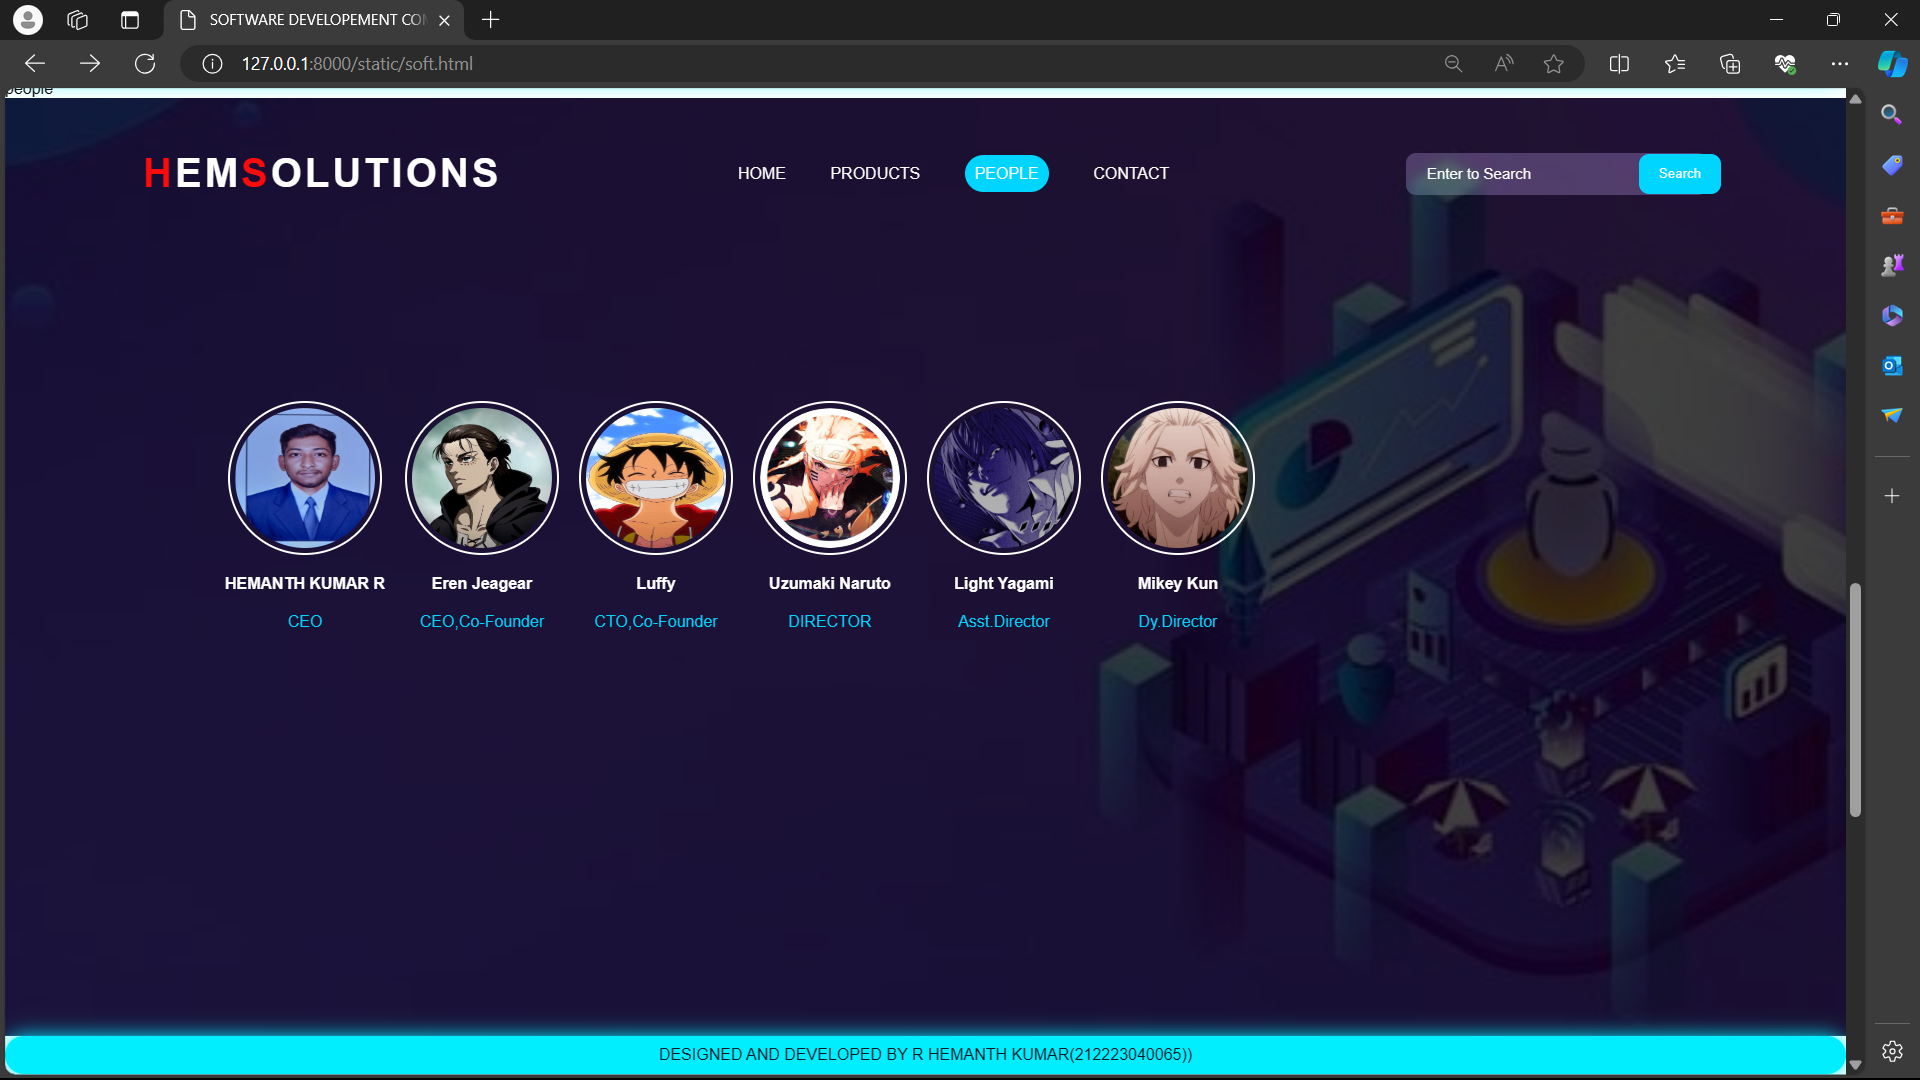 SOFTWARE DEVELOPEMENT CO
127.0.0.1:8000/static/soft.html
people
HEMSOLUTIONS
HOME
PRODUCTS
PEOPLE
CONTACT
Enter to Search
Search
HEMANTH KUMAR R
Eren Jeagear
Luffy
Uzumaki Naruto
Light Yagami
Mikey Kun
CEO
CEO,Co-Founder
CTO,Co-Founder
DIRECTOR
Asst.Director
Dy.Director
DESIGNED AND DEVELOPED BY R HEMANTH KUMAR(212223040065))